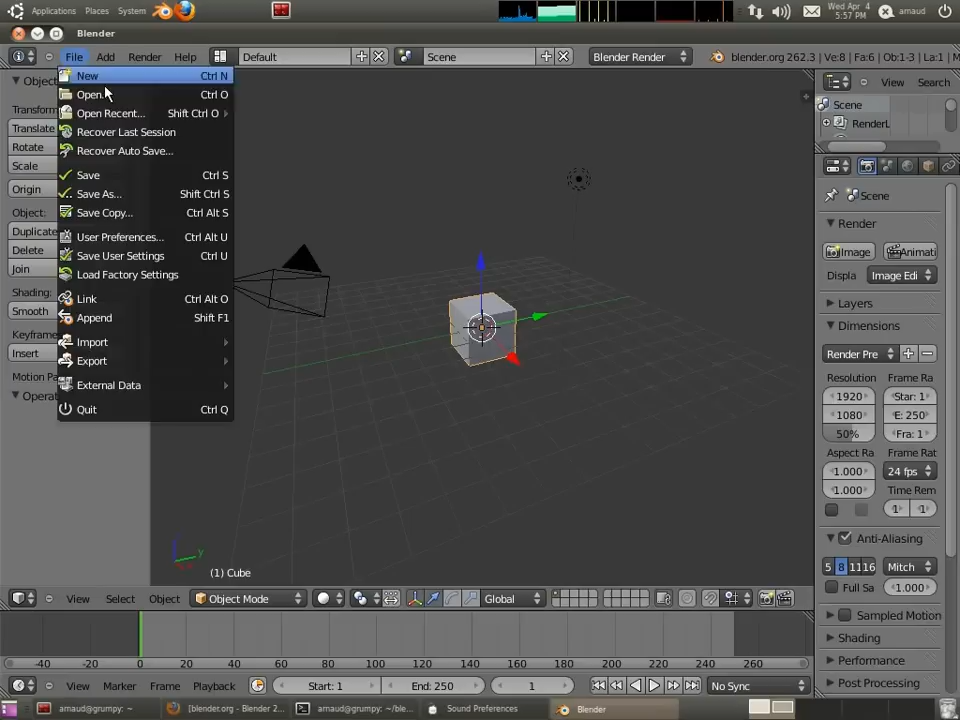 Applications Places System Wed Apr 4 5:57 PM arnaud
Blender
File Add Render Help Default Scene Blender Render blender.org 262.3 | Ve:8 | Fa:6 | Ob:1-3 | La:1 |
New Ctrl N
Open... Ctrl O
Open Recent... Shift Ctrl O
Recover Last Session
Recover Auto Save...
Save Ctrl S
Save As... Shift Ctrl S
Save Copy... Ctrl Alt S
User Preferences... Ctrl Alt U
Save User Settings Ctrl U
Load Factory Settings
Link Ctrl Alt O
Append Shift F1
Import
Export
External Data
Quit Ctrl Q
Object
Transform
Translate
Rotate
Scale
Origin
Object:
Duplicate
Delete
Join
Shading:
Smooth
Keyframe
Insert
Motion Pa
Operat
y
(1) Cube
View Search
Scene
RenderL
Scene
Render
Image Animati
Displa Image Edi
Layers
Dimensions
Render Pre
Resolution Frame Ra
1920 Star: 1
1080 E: 250
50% Fra: 1
Aspect Ra Frame Rat
1.000 24 fps
1.000 Time Rem
1 1
Anti-Aliasing
5 8 11 16 Mitch
Full Sa 1.000
Sampled Motion
Shading
Performance
Post Processing
View Select Object Object Mode Global
-40 -20 0 20 40 60 80 100 120 140 160 180 200 220 240 260
View Marker Frame Playback Start: 1 End: 250 1 No Sync
arnaud@grumpy: ~ [blender.org - Blender 2... arnaud@grumpy: ~/ble... Sound Preferences Blender